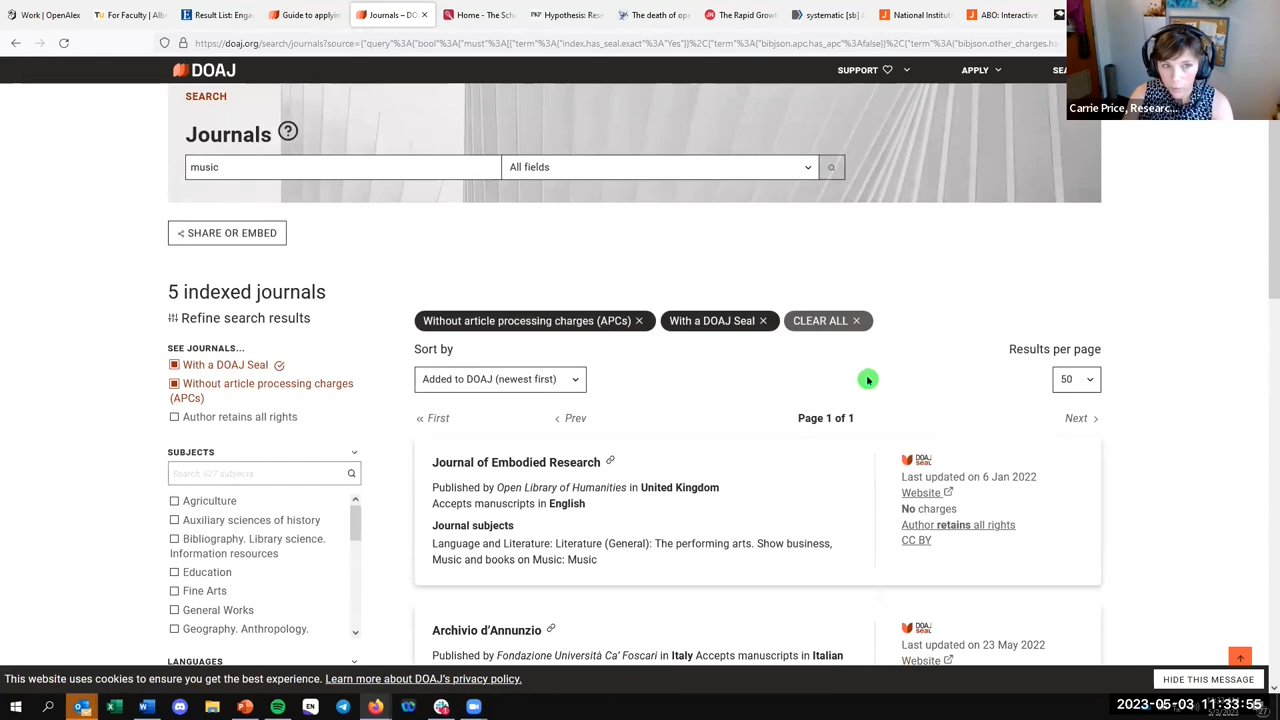 Work | OpenAlex
For Faculty | Alb
Result List: Enga
Guide to applyin
Journals – DO
Home - The Sch
Hypothesis: Res
The death of op
The Rapid Grow
systematic [sb] A
National Institut
ABO: Interactive
DOAJ
SUPPORT
APPLY
SEA
Carrie Price, Researc...
SEARCH
Journals
music
All fields
SHARE OR EMBED
5 indexed journals
Refine search results
Without article processing charges (APCs)
With a DOAJ Seal
CLEAR ALL
SEE JOURNALS...
With a DOAJ Seal
Without article processing charges
(APCs)
Author retains all rights
Sort by
Results per page
Added to DOAJ (newest first)
50
« First
‹ Prev
Page 1 of 1
Next ›
SUBJECTS
Search 527 subjects
Agriculture
Auxiliary sciences of history
Bibliography. Library science.
Information resources
Education
Fine Arts
General Works
Geography. Anthropology.
LANGUAGES
Journal of Embodied Research
Published by Open Library of Humanities in United Kingdom
Accepts manuscripts in English
Journal subjects
Language and Literature: Literature (General): The performing arts. Show business,
Music and books on Music: Music
DOAJ
SEAL
Last updated on 6 Jan 2022
Website
No charges
Author retains all rights
CC BY
Archivio d’Annunzio
Published by Fondazione Università Ca’ Foscari in Italy Accepts manuscripts in Italian
DOAJ
SEAL
Last updated on 23 May 2022
Website
This website uses cookies to ensure you get the best experience. Learn more about DOAJ's privacy policy.
HIDE THIS MESSAGE
2023-05-03 11:33:55